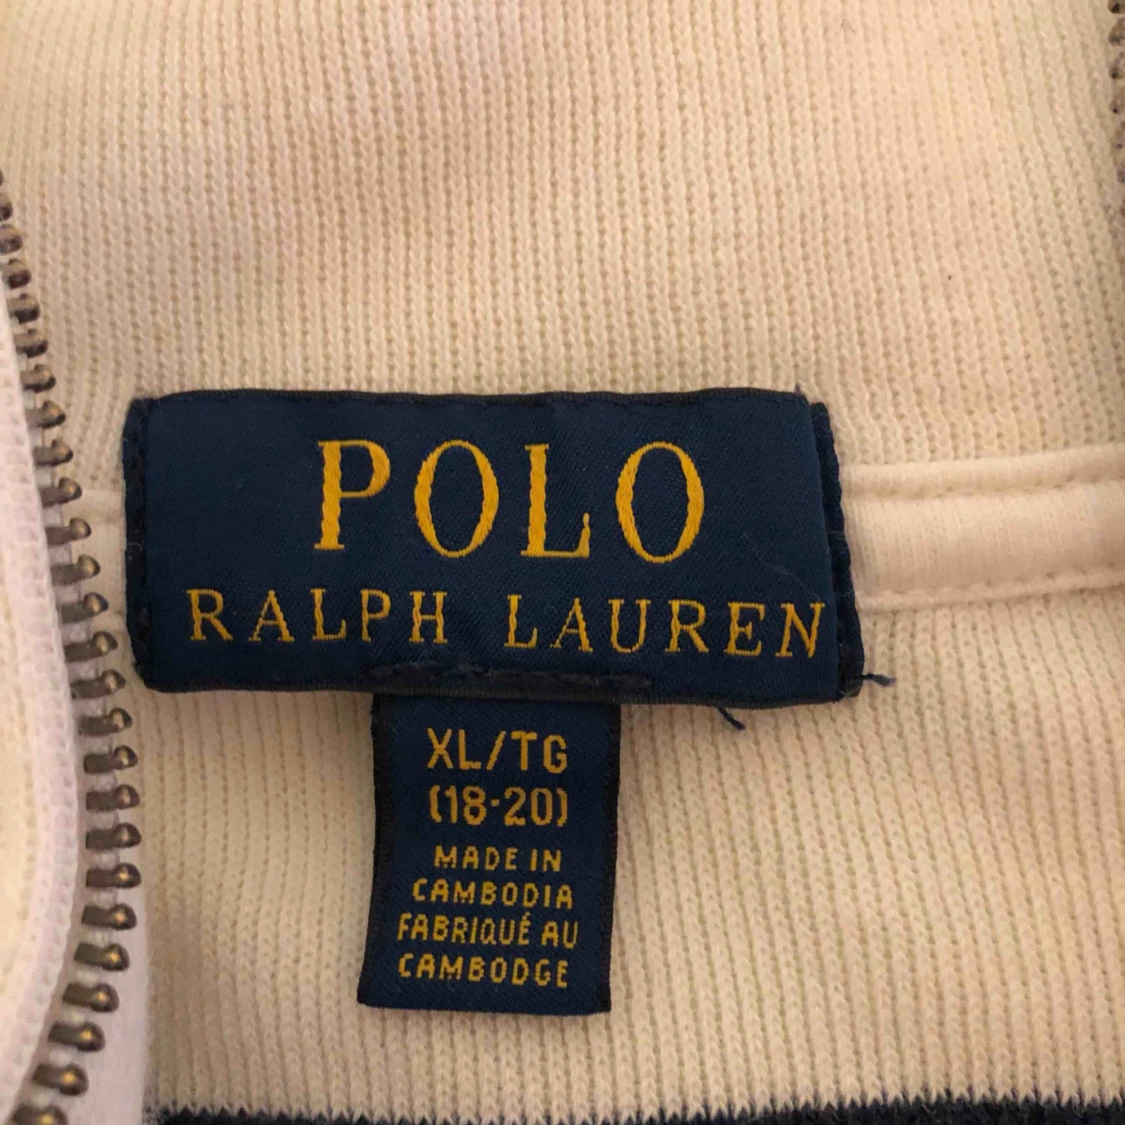 POLO
RALPH LAUREN
XL/TG
(18-20)
MADE IN
CAMBODIA
FABRIQUÉ AU
CAMBODGE